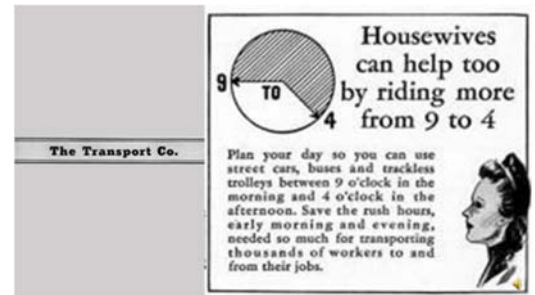 The Transport Co.
Housewives
can help too
by riding more
from 9 to 4
9
TO
4
Plan your day so you can use
street cars, buses and trackless
trolleys between 9 o'clock in the
morning and 4 o'clock in the
afternoon. Save the rush hours,
early morning and evening,
needed so much for transporting
thousands of workers to and
from their jobs.